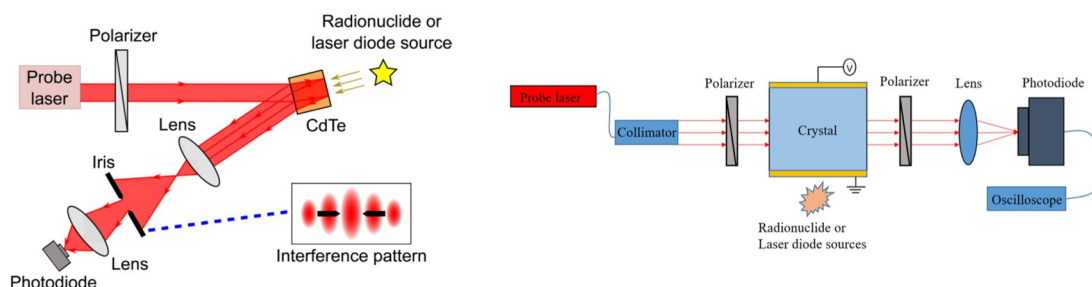 Radionuclide or
laser diode source
Polarizer
Probe
laser
CdTe
Lens
Iris
Interference pattern
Lens
Photodiode
V
Polarizer
Polarizer
Lens
Photodiode
Probe laser
Collimator
Crystal
Oscilloscope
Radionuclide or
Laser diode sources